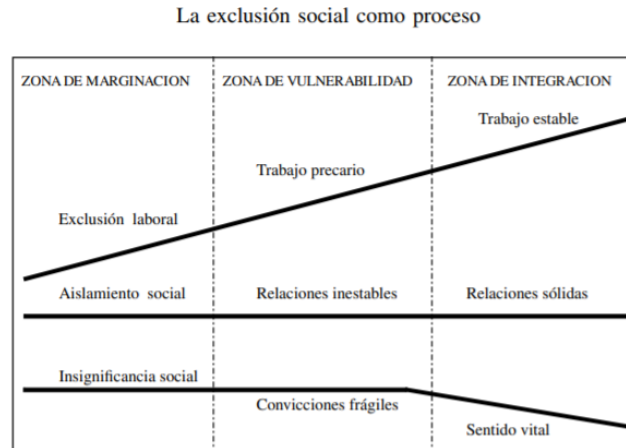 La exclusión social como proceso
ZONA DE MARGINACION
ZONA DE VULNERABILIDAD
ZONA DE INTEGRACION
Trabajo estable
Trabajo precario
Exclusión laboral
Aislamiento social
Relaciones inestables
Relaciones sólidas
Insignificancia social
Convicciones frágiles
Sentido vital